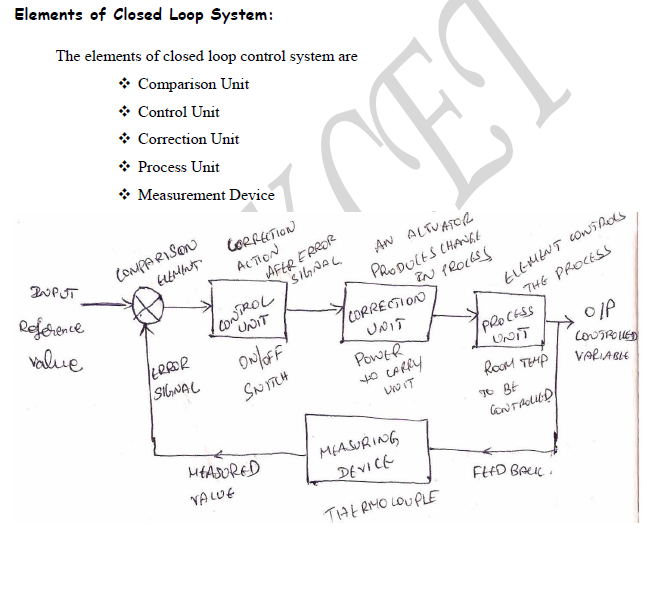 Elements of Closed Loop System:
The elements of closed loop control system are
❖ Comparison Unit
❖ Control Unit
❖ Correction Unit
❖ Process Unit
❖ Measurement Device
KCET
COMPARISON
ELEMENT
CORRECTION
ACTION
AFTER ERROR
SIGNAL
AN ALTUATOR
PRODUCES CHANGE
IN PROCESS
ELEMENT CONTROLS
THE PROCESS
INPUT
Reference
value
CONTROL
UNIT
CORRECTION
UNIT
PROCESS
UNIT
O/P
CONTROLLED
VARIABLE
ERROR
SIGNAL
ON/OFF
SWITCH
POWER
TO CARRY
UNIT
ROOM TEMP
TO BE
CONTROLLED
MEASURING
DEVICE
MEASURED
VALUE
FEED BACK.
THERMOCOUPLE